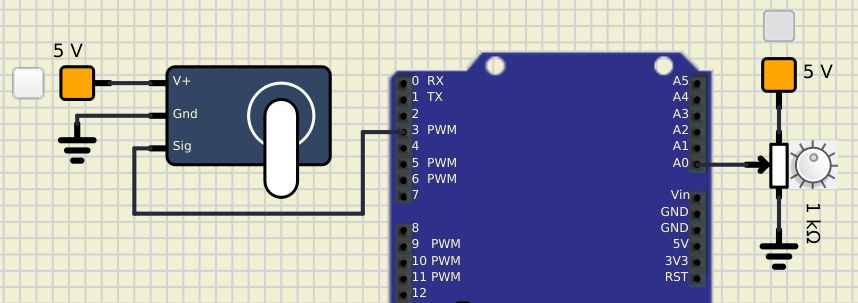 5 V
V+
Gnd
Sig
0 RX
1 TX
2
3 PWM
4
5 PWM
6 PWM
7
8
9 PWM
10 PWM
11 PWM
12
A5
A4
A3
A2
A1
A0
Vin
GND
GND
5V
3V3
RST
5 V
1 kΩ